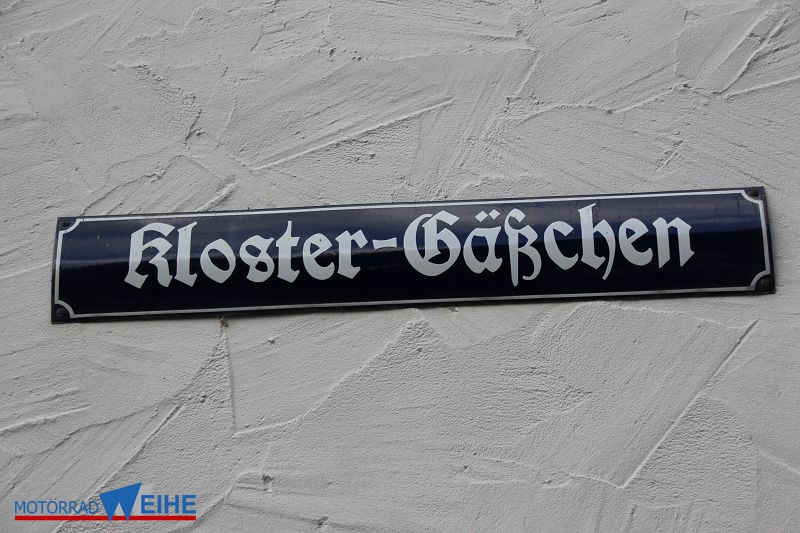 Kloster-Gäßchen
MOTORRAD WEIHE